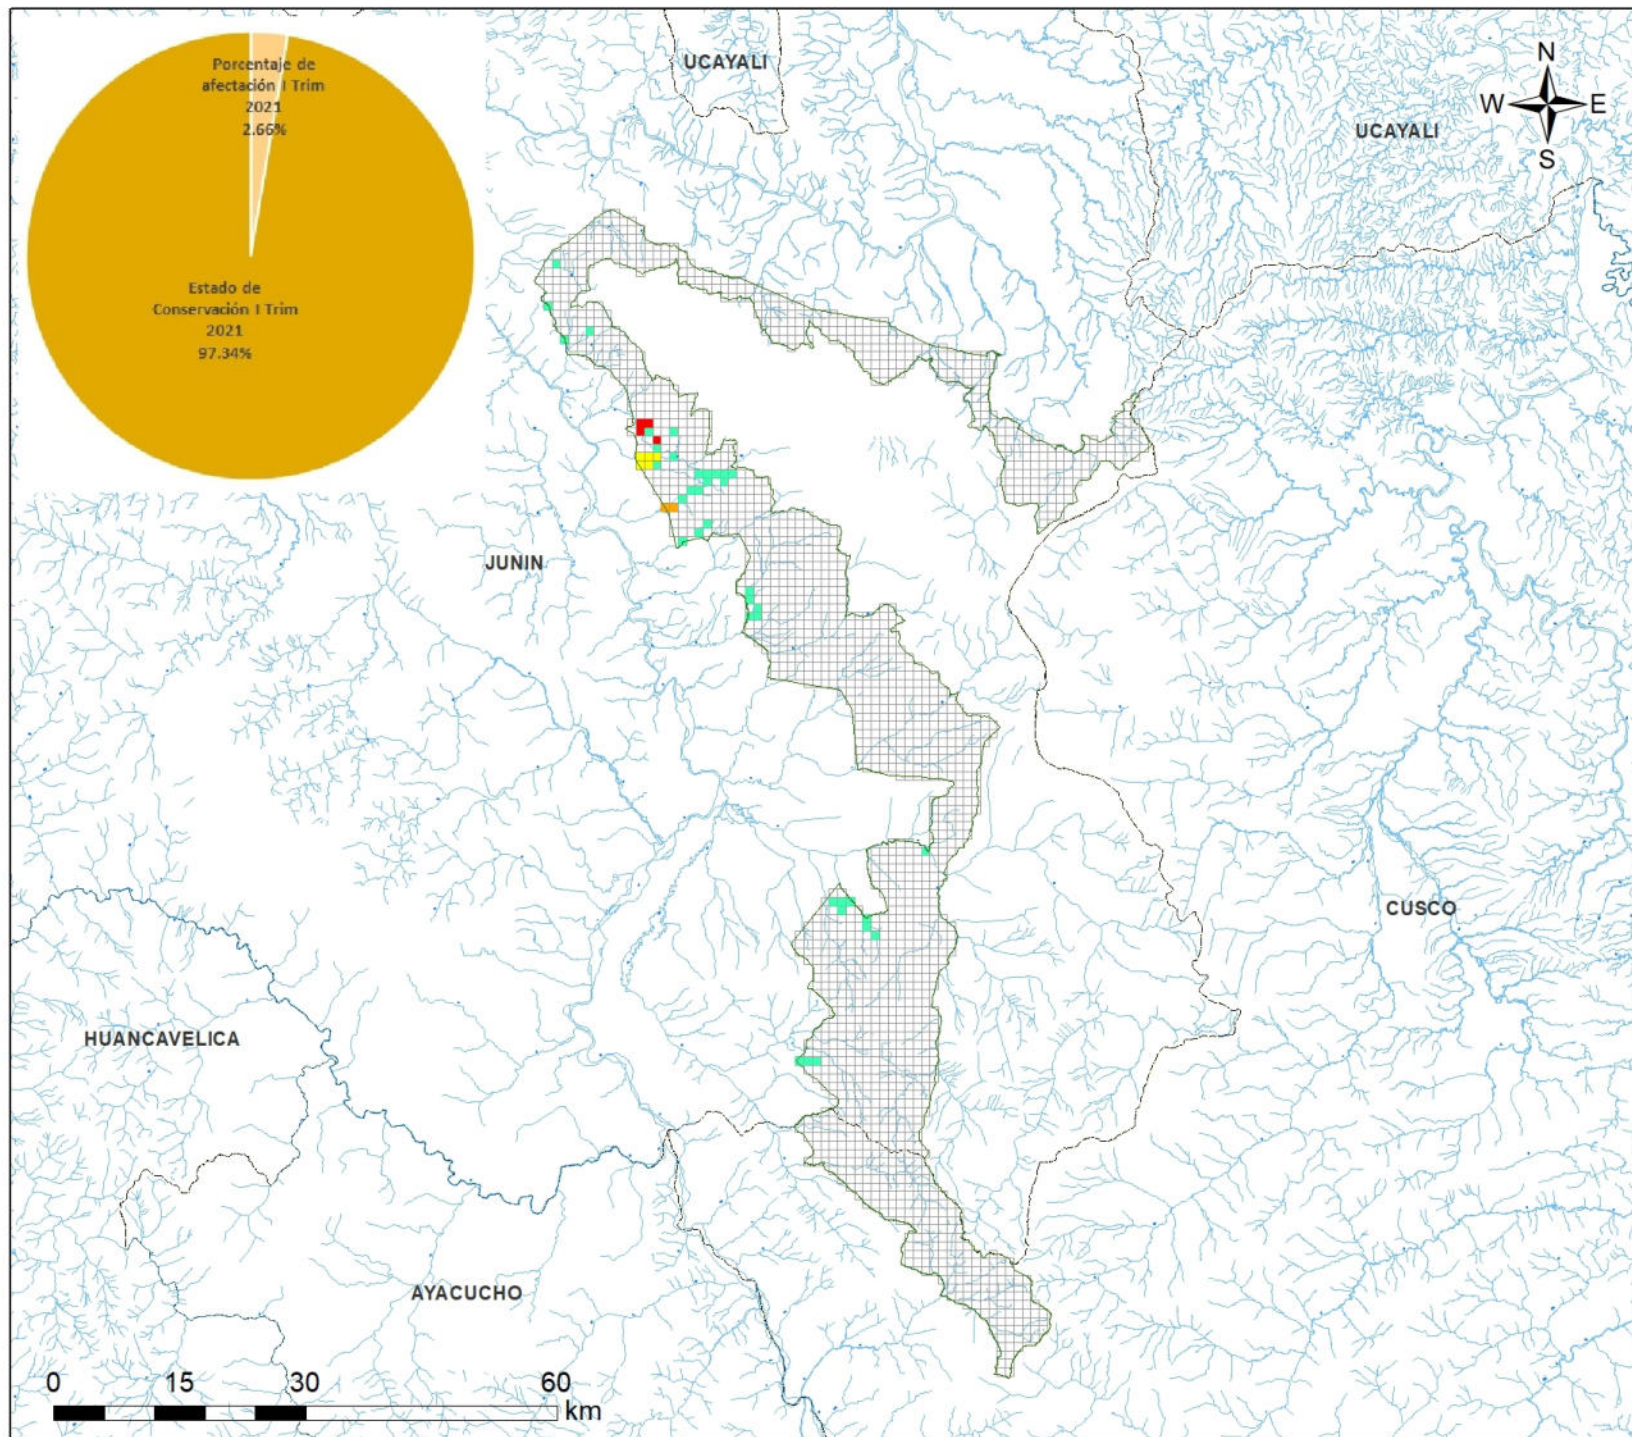 Porcentaje de
afectación I Trim
2021
2.66%
Estado de
Conservación I Trim
2021
97.34%
UCAYALI
UCAYALI
N
W E
S
JUNIN
CUSCO
HUANCAVELICA
AYACUCHO
0 15 30 60
km